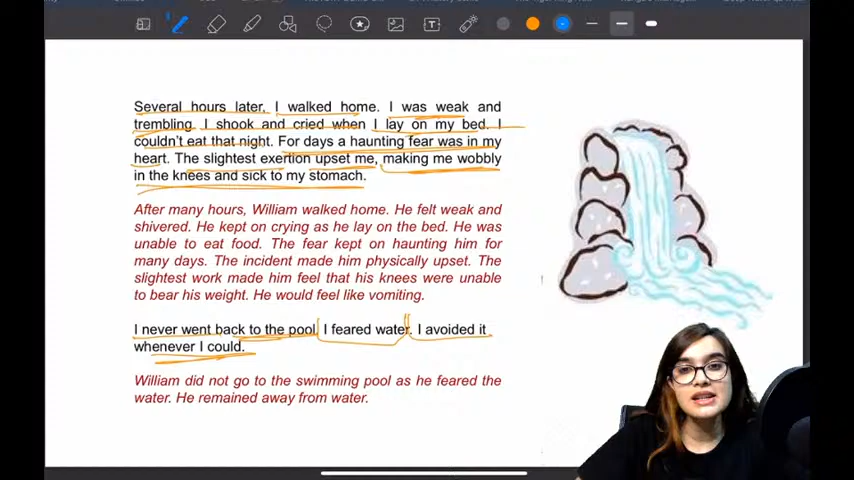 Several hours later, I walked home. I was weak and
trembling. I shook and cried when I lay on my bed. I
couldn't eat that night. For days a haunting fear was in my
heart. The slightest exertion upset me, making me wobbly
in the knees and sick to my stomach.
After many hours, William walked home. He felt weak and
shivered. He kept on crying as he lay on the bed. He was
unable to eat food. The fear kept on haunting him for
many days. The incident made him physically upset. The
slightest work made him feel that his knees were unable
to bear his weight. He would feel like vomiting.
I never went back to the pool. I feared water. I avoided it
whenever I could.
William did not go to the swimming pool as he feared the
water. He remained away from water.